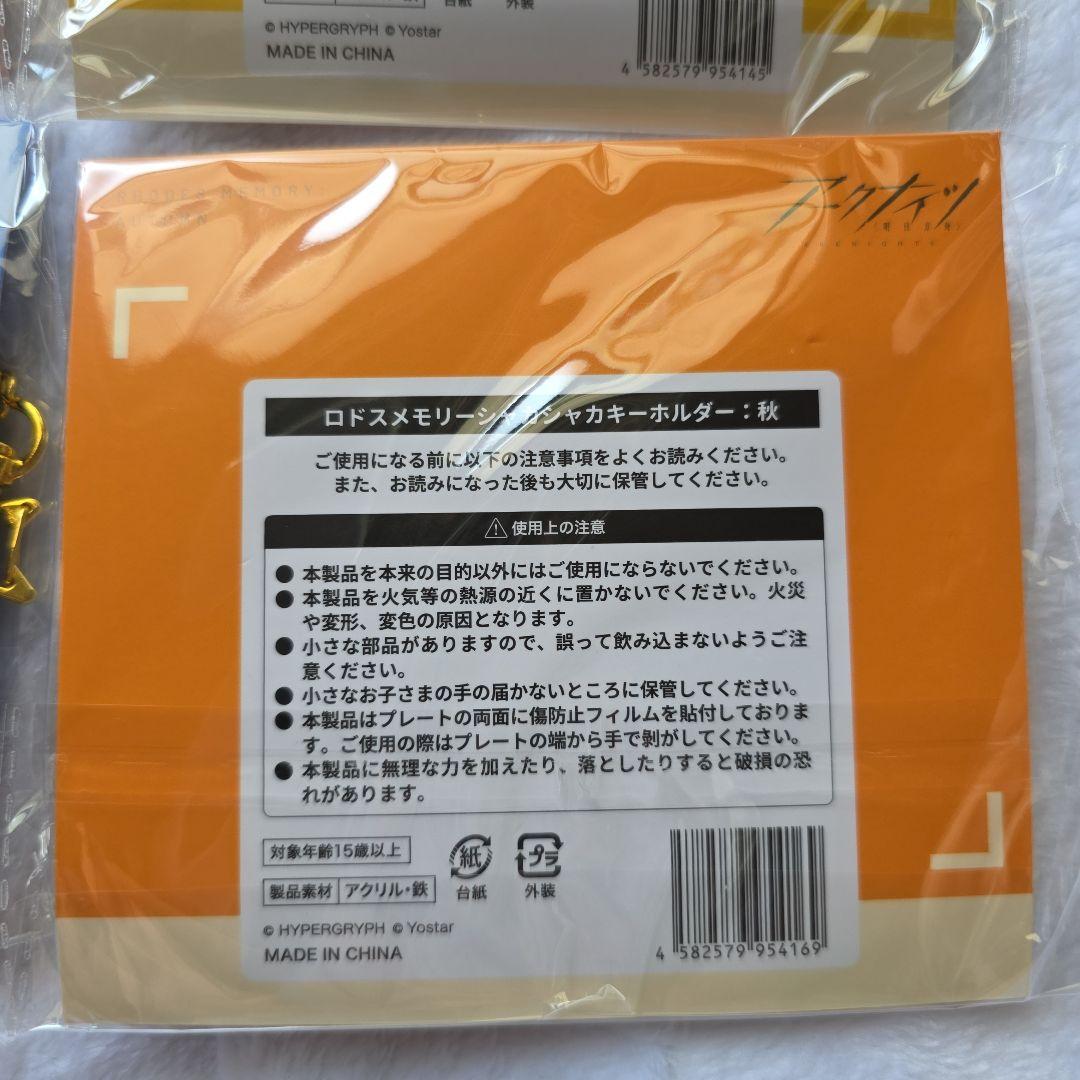 台紙
外装
© HYPERGRYPH © Yostar
MADE IN CHINA
4 582579 954145
RHODES MEMORY:
AUTUMN
アークナイツ
〈明日方舟〉
ARKNIGHTS
ロドスメモリーシャカシャカキーホルダー：秋
ご使用になる前に以下の注意事項をよくお読みください。
また、お読みになった後も大切に保管してください。
使用上の注意
● 本製品を本来の目的以外にはご使用にならないでください。
● 本製品を火気等の熱源の近くに置かないでください。火災
や変形、変色の原因となります。
● 小さな部品がありますので、誤って飲み込まないようご注
意ください。
● 小さなお子さまの手の届かないところに保管してください。
● 本製品はプレートの両面に傷防止フィルムを貼付しておりま
す。ご使用の際はプレートの端から手で剝がしてください。
● 本製品に無理な力を加えたり、落としたりすると破損の恐
れがあります。
対象年齢15歳以上
紙
台紙
プラ
外装
製品素材 アクリル・鉄
© HYPERGRYPH © Yostar
MADE IN CHINA
4 582579 954169